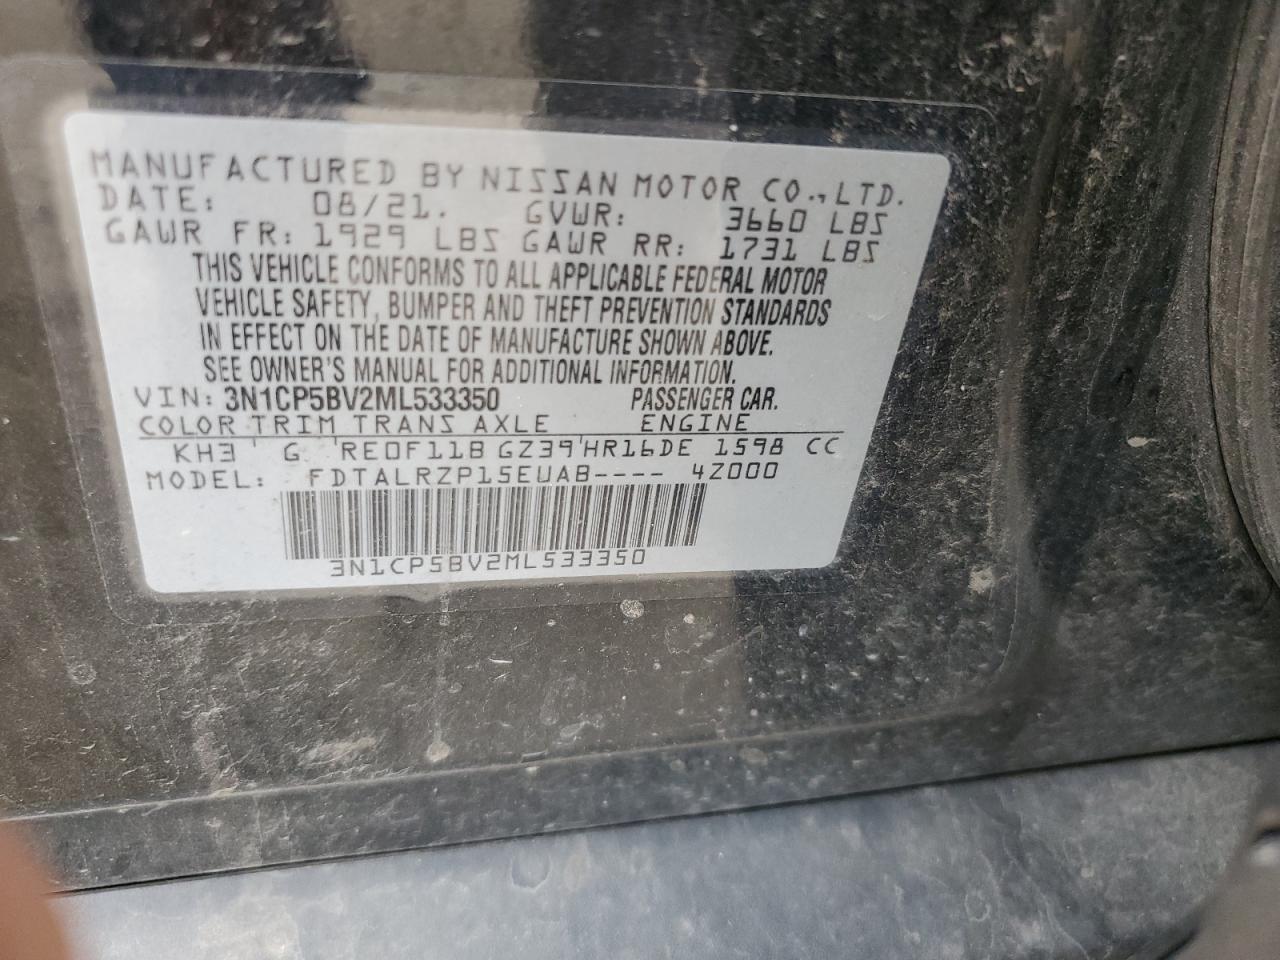 MANUFACTURED BY NISSAN MOTOR CO., LTD.
DATE: 08/21. GVWR: 3660 LBS
GAWR FR: 1929 LBS GAWR RR: 1731 LBS
THIS VEHICLE CONFORMS TO ALL APPLICABLE FEDERAL MOTOR
VEHICLE SAFETY, BUMPER AND THEFT PREVENTION STANDARDS
IN EFFECT ON THE DATE OF MANUFACTURE SHOWN ABOVE.
SEE OWNER'S MANUAL FOR ADDITIONAL INFORMATION.
VIN: 3N1CP5BV2ML533350 PASSENGER CAR.
COLOR TRIM TRANS AXLE ENGINE
KH3 G RE0F11B GZ39 HR16DE 1598 CC
MODEL: FDTALRZP15EUAB---- 4Z000
3N1CP5BV2ML533350